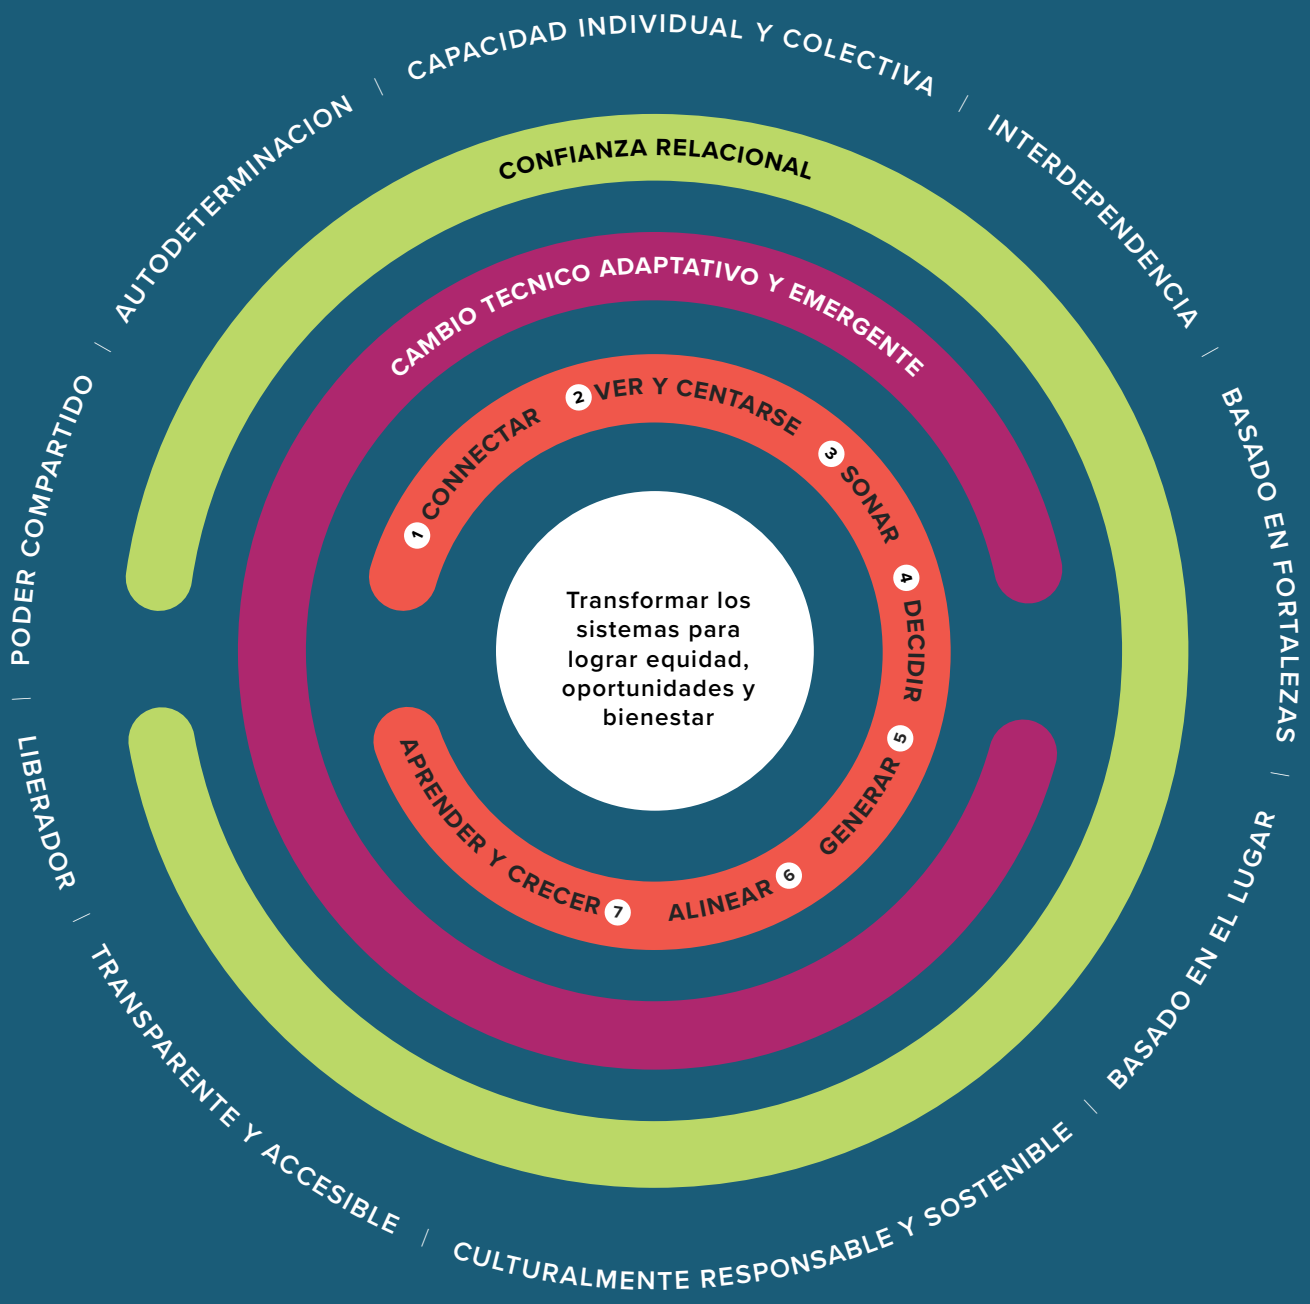 CAPACIDAD INDIVIDUAL Y COLECTIVA
INTERDEPENDENCIA
BASADO EN FORTALEZAS
BASADO EN EL LUGAR
CULTURALMENTE RESPONSABLE Y SOSTENIBLE
TRANSPARENTE Y ACCESIBLE
LIBERADOR
PODER COMPARTIDO
AUTODETERMINACION
CONFIANZA RELACIONAL
CAMBIO TECNICO ADAPTATIVO Y EMERGENTE
1 CONNECTAR
2 VER Y CENTARSE
3 SONAR
4 DECIDIR
5 GENERAR
6 ALINEAR
7 APRENDER Y CRECER
Transformar los
sistemas para
lograr equidad,
oportunidades y
bienestar